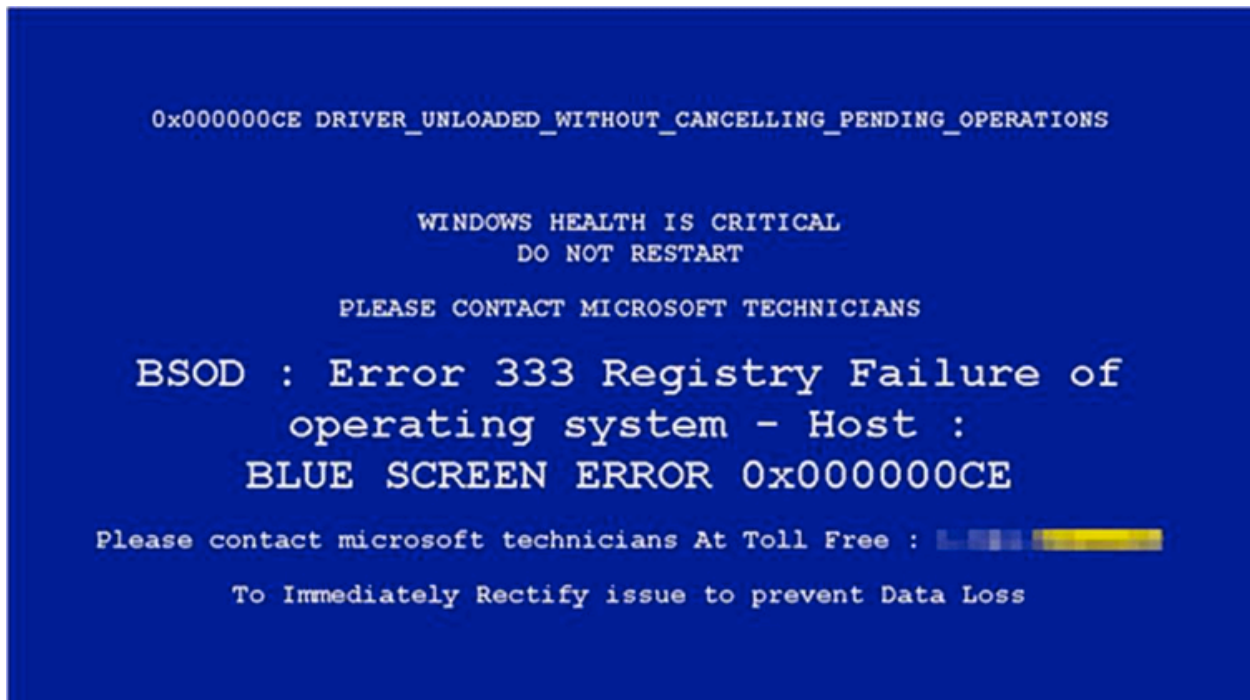 0x000000CE DRIVER_UNLOADED_WITHOUT_CANCELLING_PENDING_OPERATIONS
WINDOWS HEALTH IS CRITICAL
DO NOT RESTART
PLEASE CONTACT MICROSOFT TECHNICIANS
BSOD : Error 333 Registry Failure of
operating system - Host :
BLUE SCREEN ERROR 0x000000CE
Please contact microsoft technicians At Toll Free :
To Immediately Rectify issue to prevent Data Loss